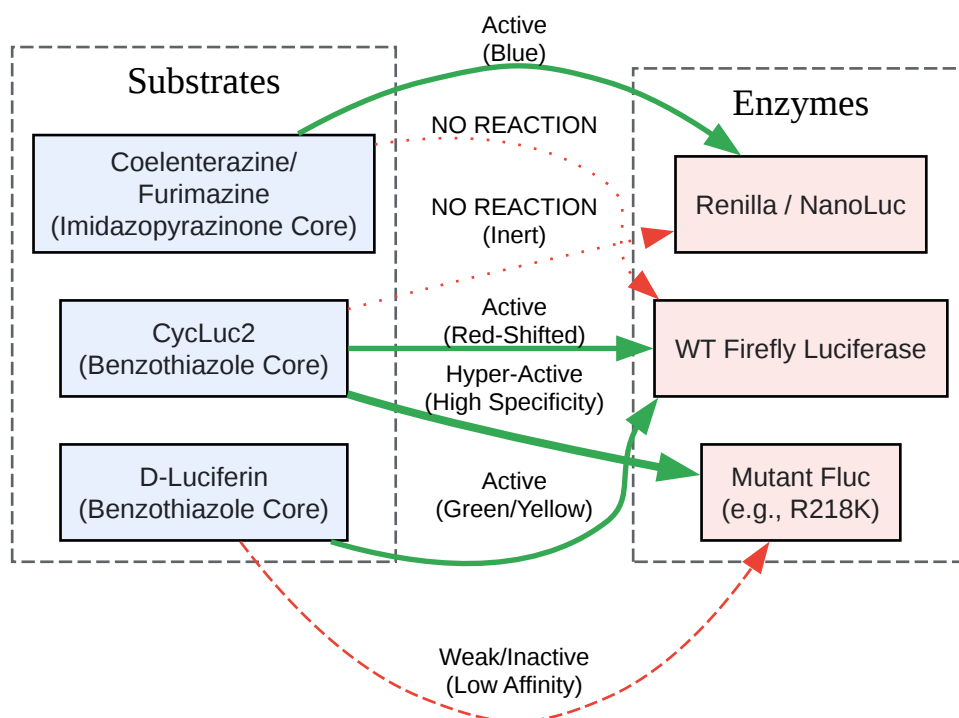 Active
(Blue)
Substrates
Enzymes
NO REACTION
Coelenterazine/
Furimazine
(Imidazopyrazinone Core)
Renilla / NanoLuc
NO REACTION
(Inert)
CycLuc2
(Benzothiazole Core)
Active
(Red-Shifted)
WT Firefly Luciferase
Hyper-Active
(High Specificity)
D-Luciferin
(Benzothiazole Core)
Active
(Green/Yellow)
Mutant Fluc
(e.g., R218K)
Weak/Inactive
(Low Affinity)